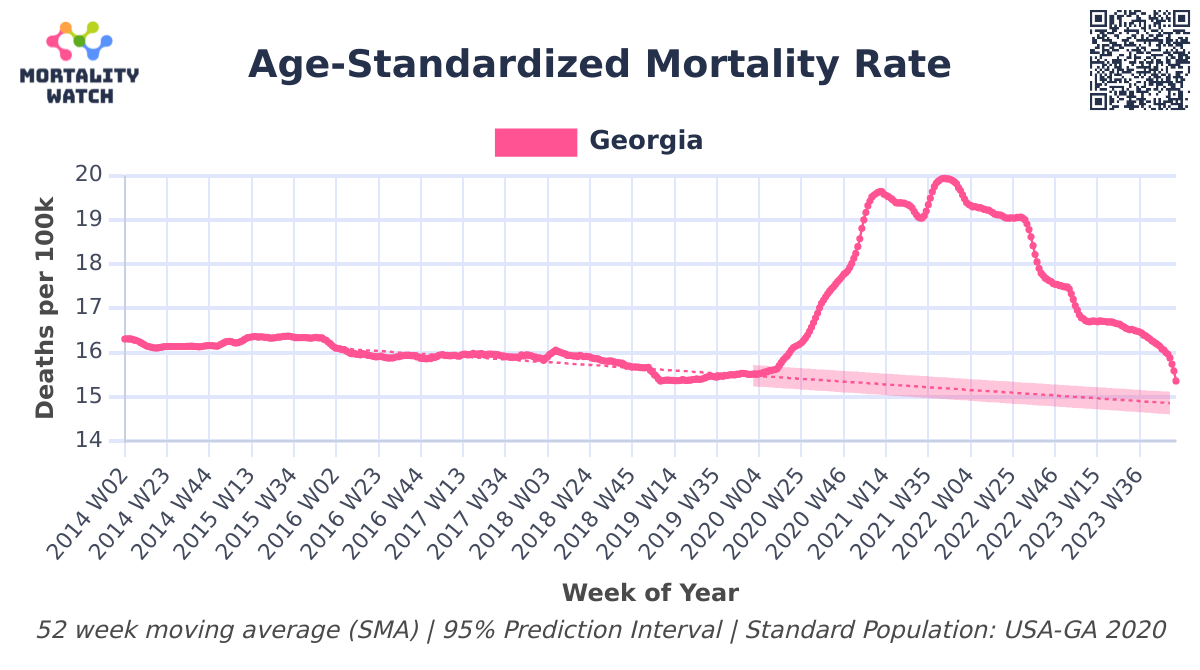 MORTALITY
WATCH
Age-Standardized Mortality Rate
Georgia
Deaths per 100k
20
19
18
17
16
15
14
2014 W02
2014 W23
2014 W44
2015 W13
2015 W34
2016 W02
2016 W23
2016 W44
2017 W13
2017 W34
2018 W03
2018 W24
2018 W45
2019 W14
2019 W35
2020 W04
2020 W25
2020 W46
2021 W14
2021 W35
2022 W04
2022 W25
2022 W46
2023 W15
2023 W36
Week of Year
52 week moving average (SMA) | 95% Prediction Interval | Standard Population: USA-GA 2020